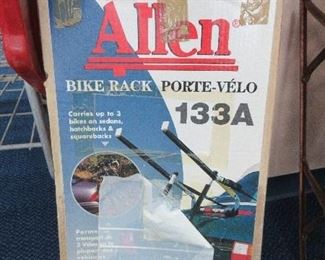 Allen®
BIKE RACK PORTE-VÉLO
133A
Carries up to 3
bikes on sedans,
hatchbacks &
squarebacks